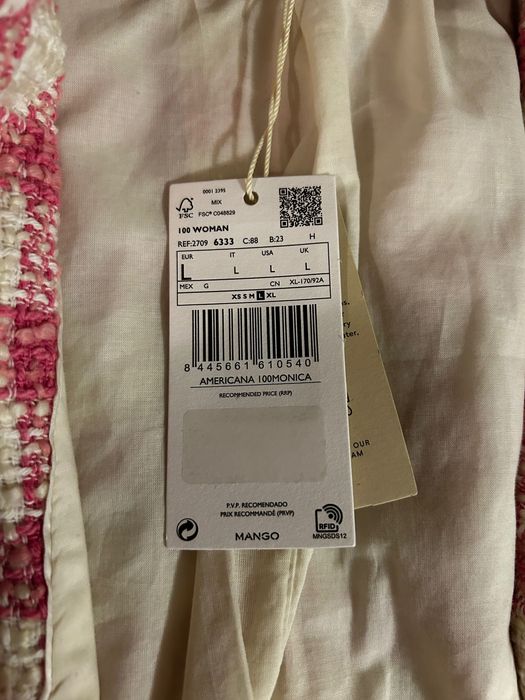 0001 3395
MIX
FSC
FSC® C048829
100 WOMAN
REF:2709 6333 C:88 B:23 H
EUR IT USA UK
L L L L
MEX G CN XL-170/92A
XS S M L XL
8 445661 610540
AMERICANA 100MONICA
RECOMMENDED PRICE (RRP)
P.V.P. RECOMENDADO
PRIX RECOMMANDÉ (PRVP)
MANGO
RFID
MNGSDS12
OUR